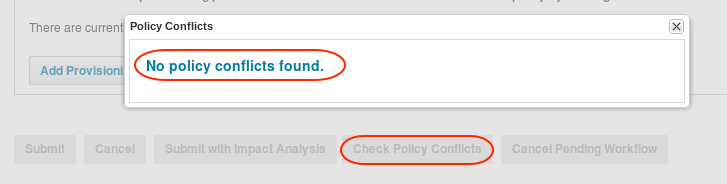 Policy Conflicts
No policy conflicts found.
There are current
Add Provisioni
Submit
Cancel
Submit with Impact Analysis
Check Policy Conflicts
Cancel Pending Workflow